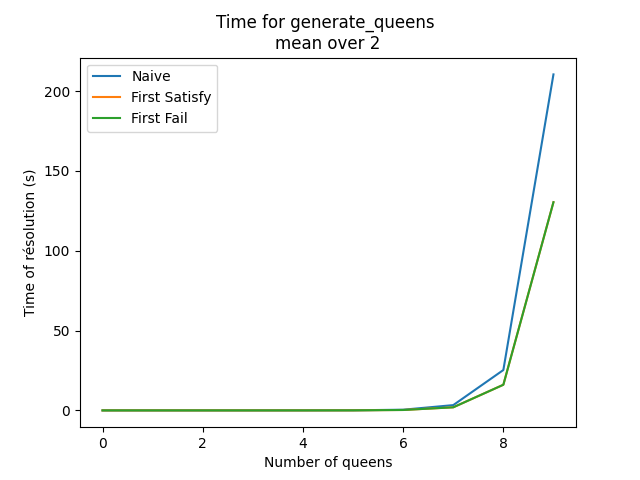 Time for generate_queens
mean over 2
Naive
First Satisfy
First Fail
Time of résolution (s)
200
150
100
50
0
0 2 4 6 8
Number of queens